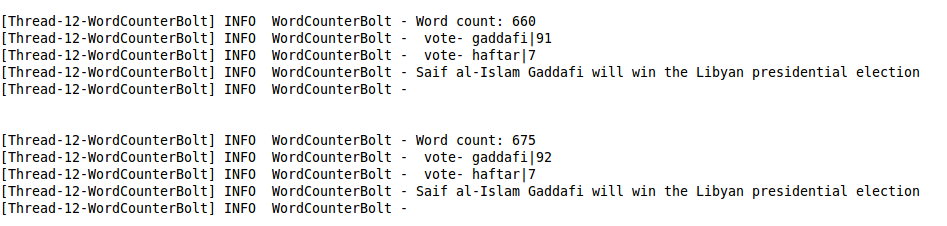 [Thread-12-WordCounterBolt] INFO  WordCounterBolt - Word count: 660
[Thread-12-WordCounterBolt] INFO  WordCounterBolt -  vote- gaddafi|91
[Thread-12-WordCounterBolt] INFO  WordCounterBolt -  vote- haftar|7
[Thread-12-WordCounterBolt] INFO  WordCounterBolt - Saif al-Islam Gaddafi will win the Libyan presidential election
[Thread-12-WordCounterBolt] INFO  WordCounterBolt -
[Thread-12-WordCounterBolt] INFO  WordCounterBolt - Word count: 675
[Thread-12-WordCounterBolt] INFO  WordCounterBolt -  vote- gaddafi|92
[Thread-12-WordCounterBolt] INFO  WordCounterBolt -  vote- haftar|7
[Thread-12-WordCounterBolt] INFO  WordCounterBolt - Saif al-Islam Gaddafi will win the Libyan presidential election
[Thread-12-WordCounterBolt] INFO  WordCounterBolt -